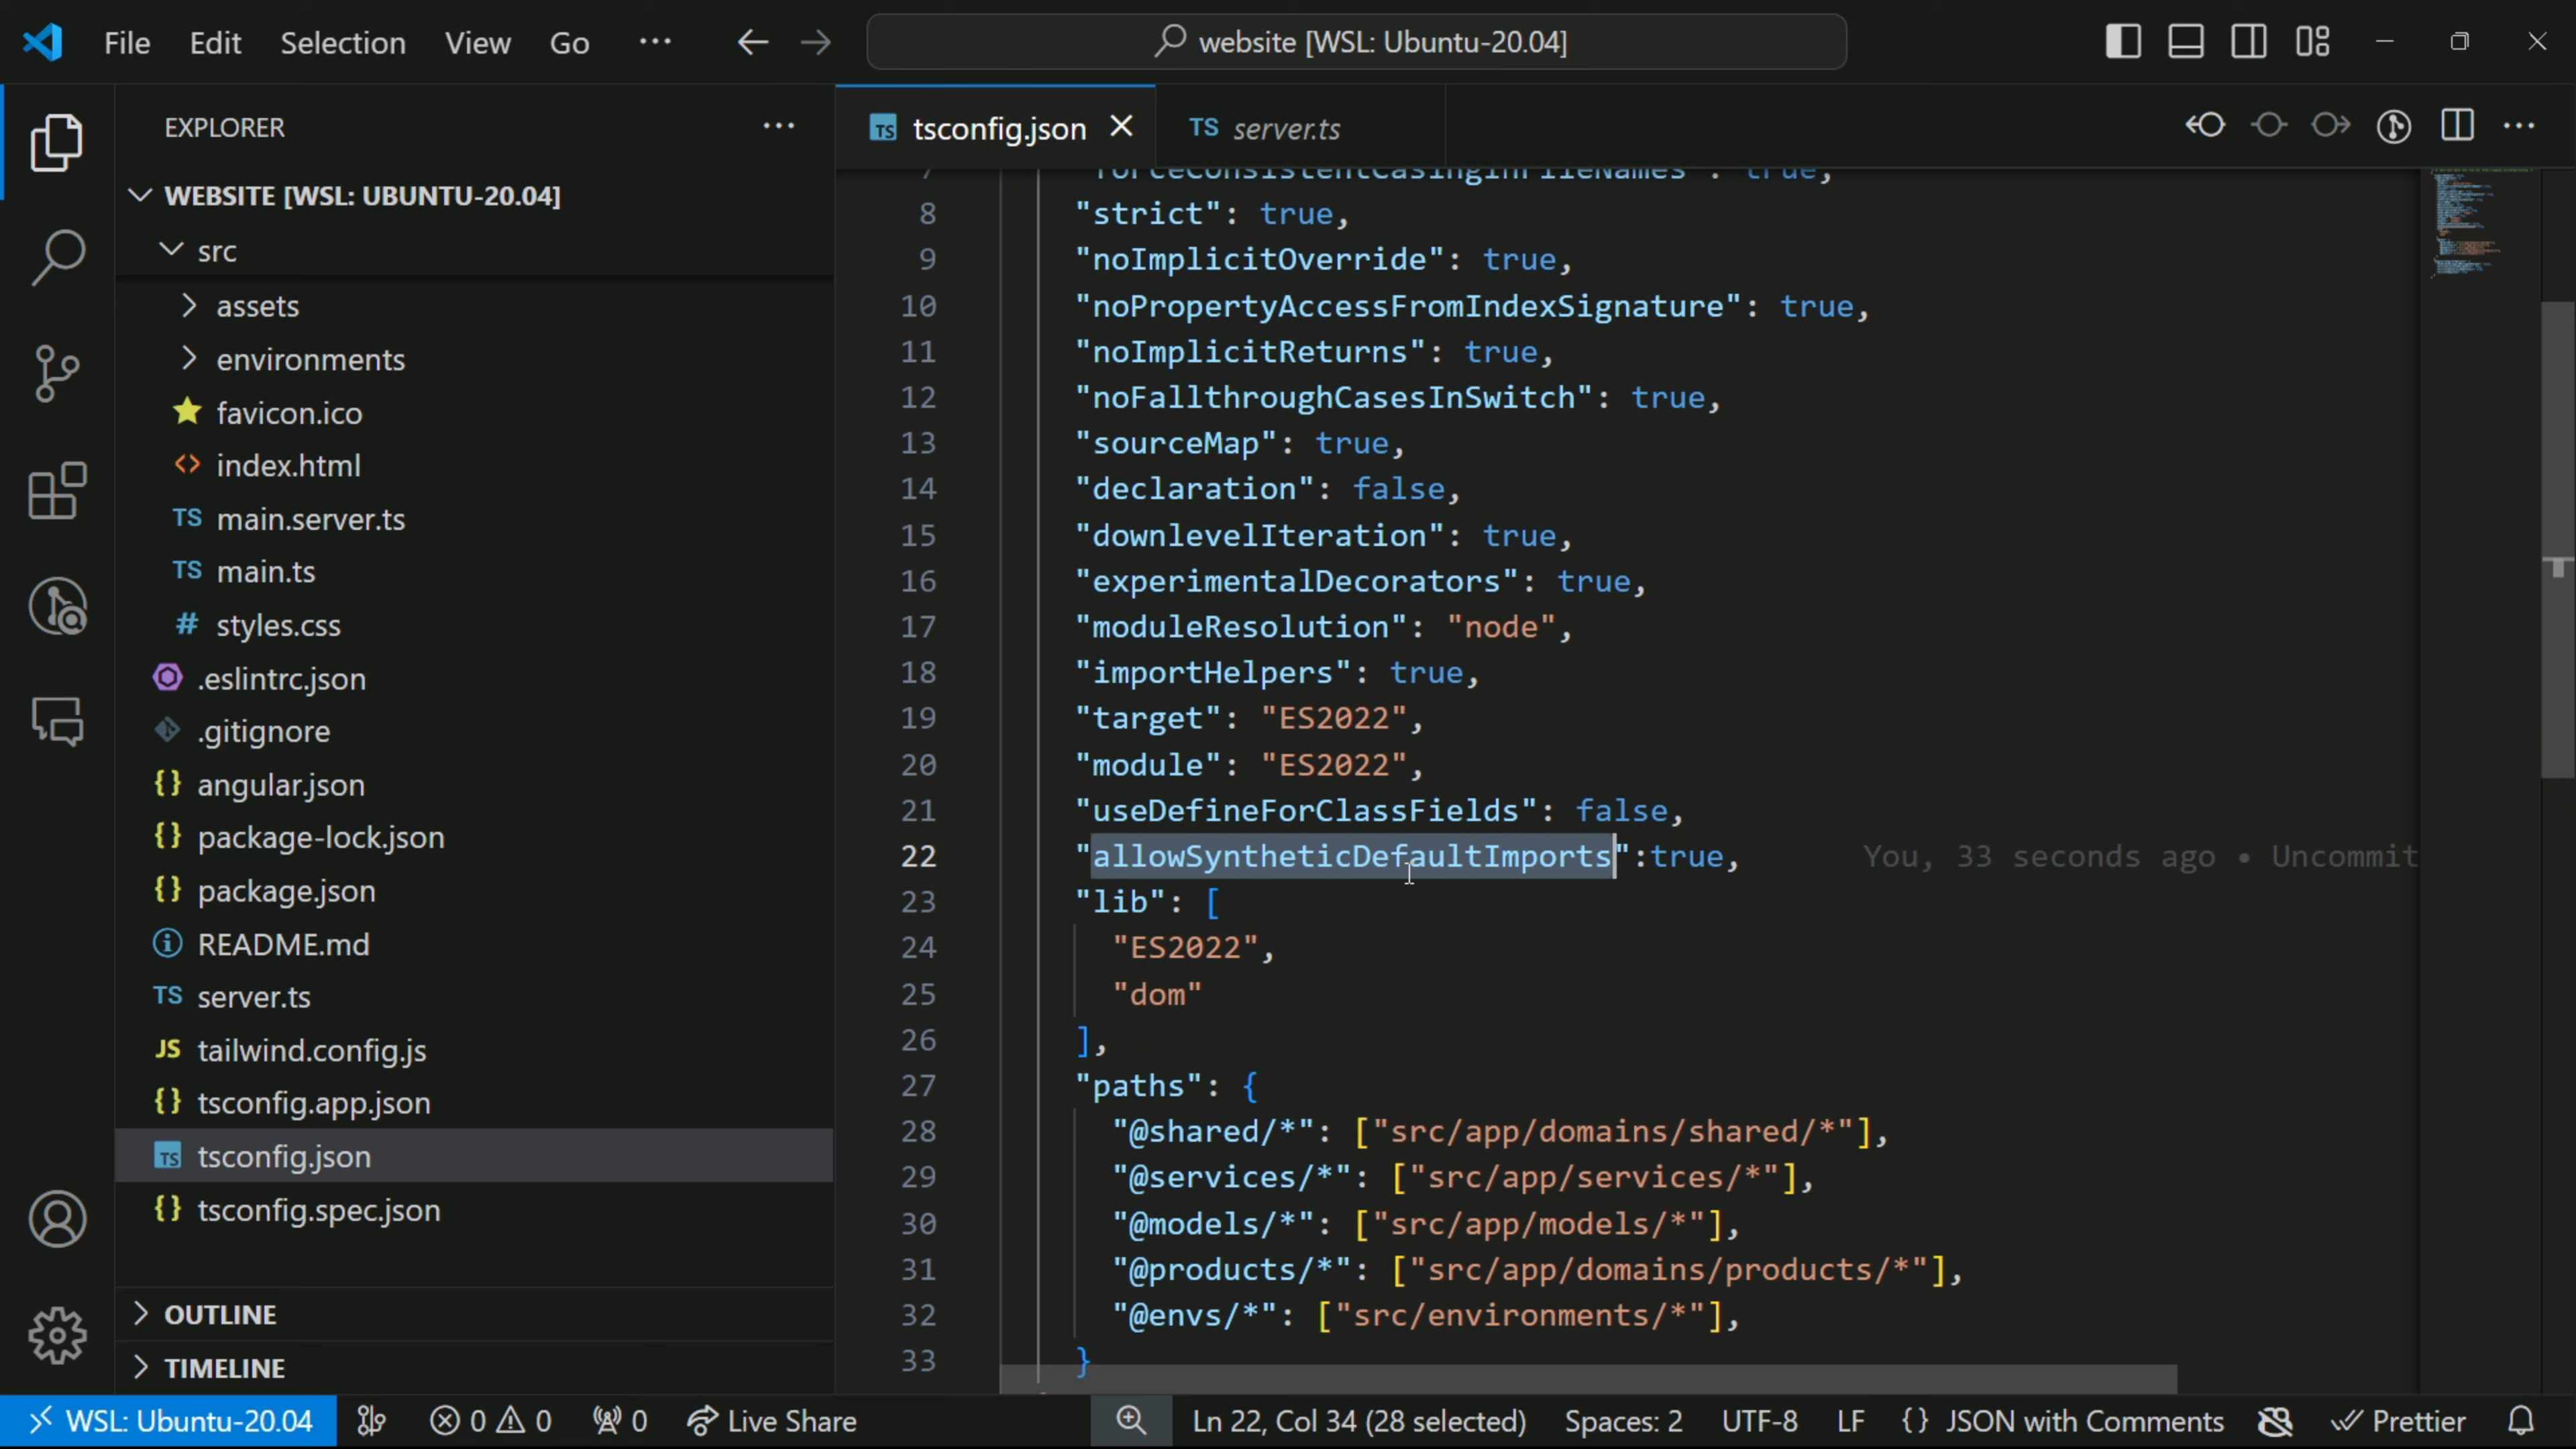 File Edit Selection View Go ··· website [WSL: Ubuntu-20.04]
EXPLORER
WEBSITE [WSL: UBUNTU-20.04]
src
assets
environments
favicon.ico
index.html
main.server.ts
TS main.ts
# styles.css
.eslintrc.json
.gitignore
{} angular.json
{} package-lock.json
{} package.json
README.md
TS server.ts
JS tailwind.config.js
{} tsconfig.app.json
TS tsconfig.json
{} tsconfig.spec.json
OUTLINE
TIMELINE
TS tsconfig.json TS server.ts
7 "forceConsistentCasingInFileNames": true,
8 "strict": true,
9 "noImplicitOverride": true,
10 "noPropertyAccessFromIndexSignature": true,
11 "noImplicitReturns": true,
12 "noFallthroughCasesInSwitch": true,
13 "sourceMap": true,
14 "declaration": false,
15 "downlevelIteration": true,
16 "experimentalDecorators": true,
17 "moduleResolution": "node",
18 "importHelpers": true,
19 "target": "ES2022",
20 "module": "ES2022",
21 "useDefineForClassFields": false,
22 "allowSyntheticDefaultImports":true, You, 33 seconds ago • Uncommit
23 "lib": [
24 "ES2022",
25 "dom"
26 ],
27 "paths": {
28 "@shared/*": ["src/app/domains/shared/*"],
29 "@services/*": ["src/app/services/*"],
30 "@models/*": ["src/app/models/*"],
31 "@products/*": ["src/app/domains/products/*"],
32 "@envs/*": ["src/environments/*"],
33 }
WSL: Ubuntu-20.04 0 0 0 Live Share Ln 22, Col 34 (28 selected) Spaces: 2 UTF-8 LF {} JSON with Comments Prettier